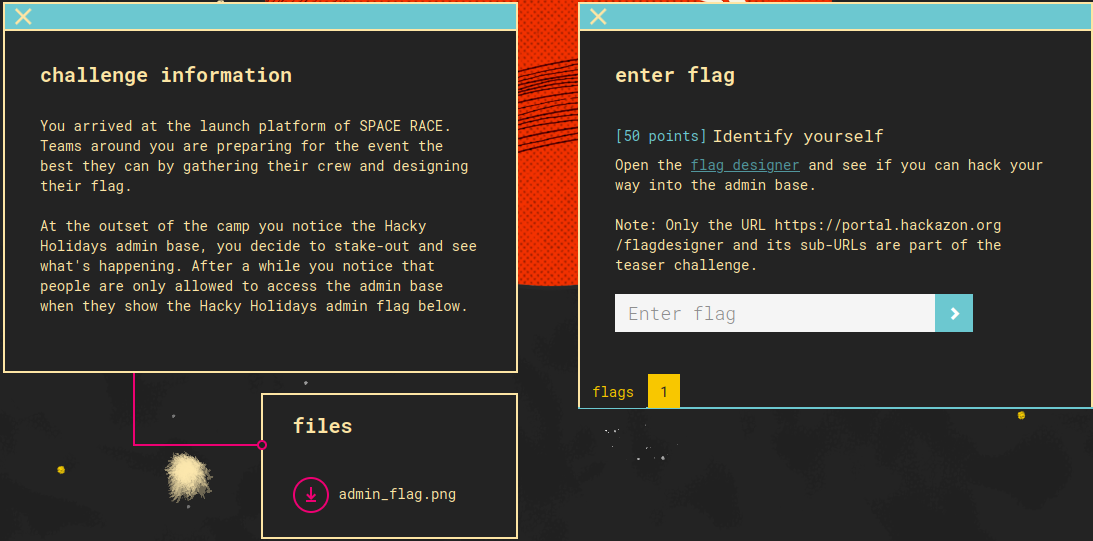 challenge information
You arrived at the launch platform of SPACE RACE.
Teams around you are preparing for the event the
best they can by gathering their crew and designing
their flag.
At the outset of the camp you notice the Hacky
Holidays admin base, you decide to stake-out and see
what's happening. After a while you notice that
people are only allowed to access the admin base
when they show the Hacky Holidays admin flag below.
files
admin_flag.png
enter flag
[50 points] Identify yourself
Open the flag designer and see if you can hack your
way into the admin base.
Note: Only the URL https://portal.hackazon.org
/flagdesigner and its sub-URLs are part of the
teaser challenge.
Enter flag
flags 1